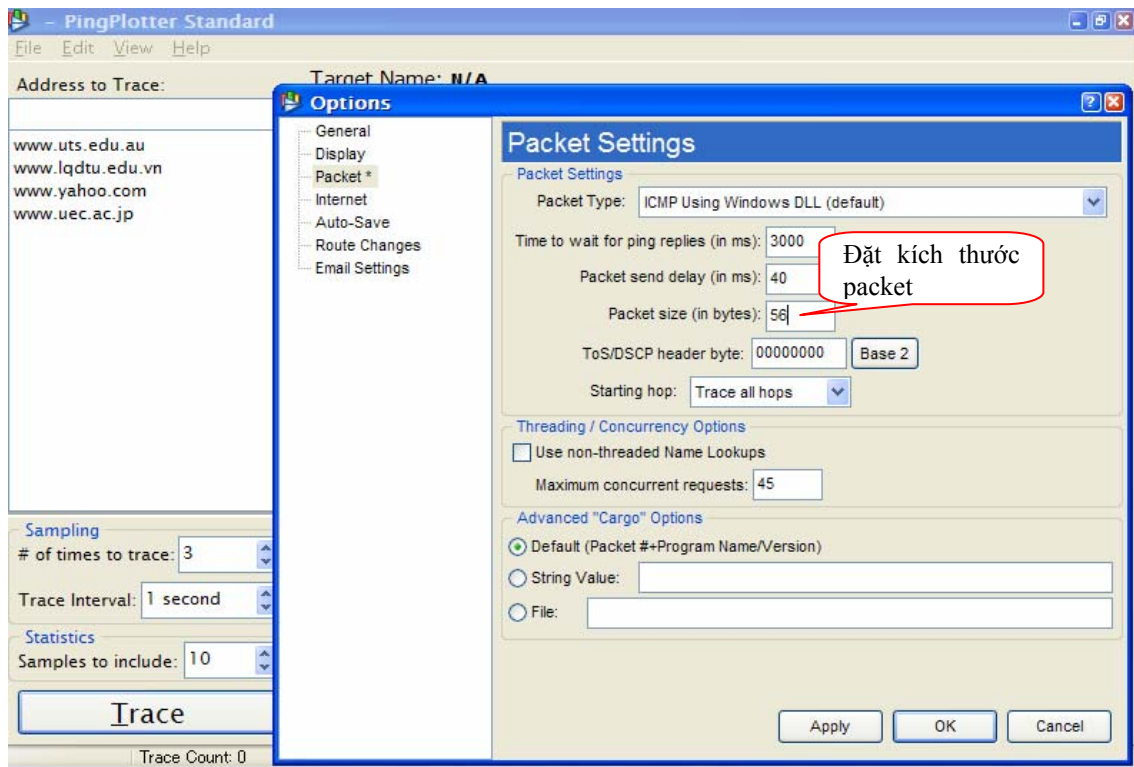 – PingPlotter Standard
File Edit View Help
Address to Trace:
Target Name: N/A
www.uts.edu.au
www.lqdtu.edu.vn
www.yahoo.com
www.uec.ac.jp
Sampling
# of times to trace: 3
Trace Interval: 1 second
Statistics
Samples to include: 10
Trace
Trace Count: 0
Options
General
Display
Packet *
Internet
Auto-Save
Route Changes
Email Settings
Packet Settings
Packet Settings
Packet Type: ICMP Using Windows DLL (default)
Time to wait for ping replies (in ms): 3000
Packet send delay (in ms): 40
Packet size (in bytes): 56
Đặt kích thước
packet
ToS/DSCP header byte: 00000000 Base 2
Starting hop: Trace all hops
Threading / Concurrency Options
Use non-threaded Name Lookups
Maximum concurrent requests: 45
Advanced "Cargo" Options
Default (Packet #+Program Name/Version)
String Value:
File:
Apply OK Cancel